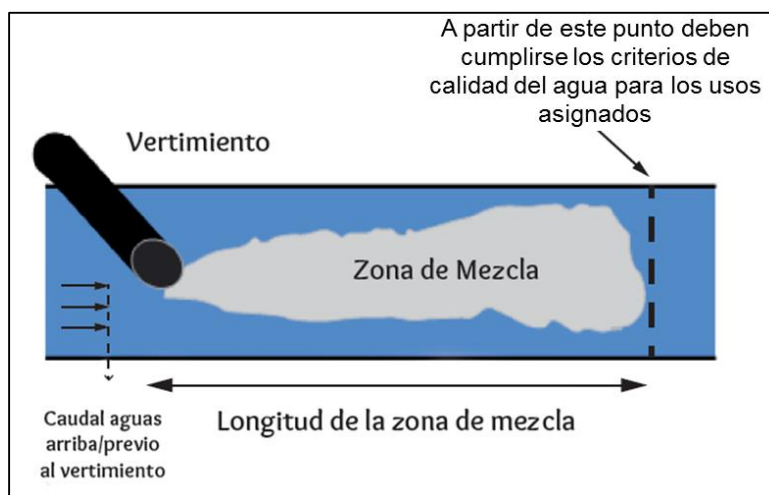 A partir de este punto deben
cumplirse los criterios de
calidad del agua para los usos
asignados
Vertimiento
Zona de Mezcla
Caudal aguas
arriba/previo
al vertimiento
Longitud de la zona de mezcla